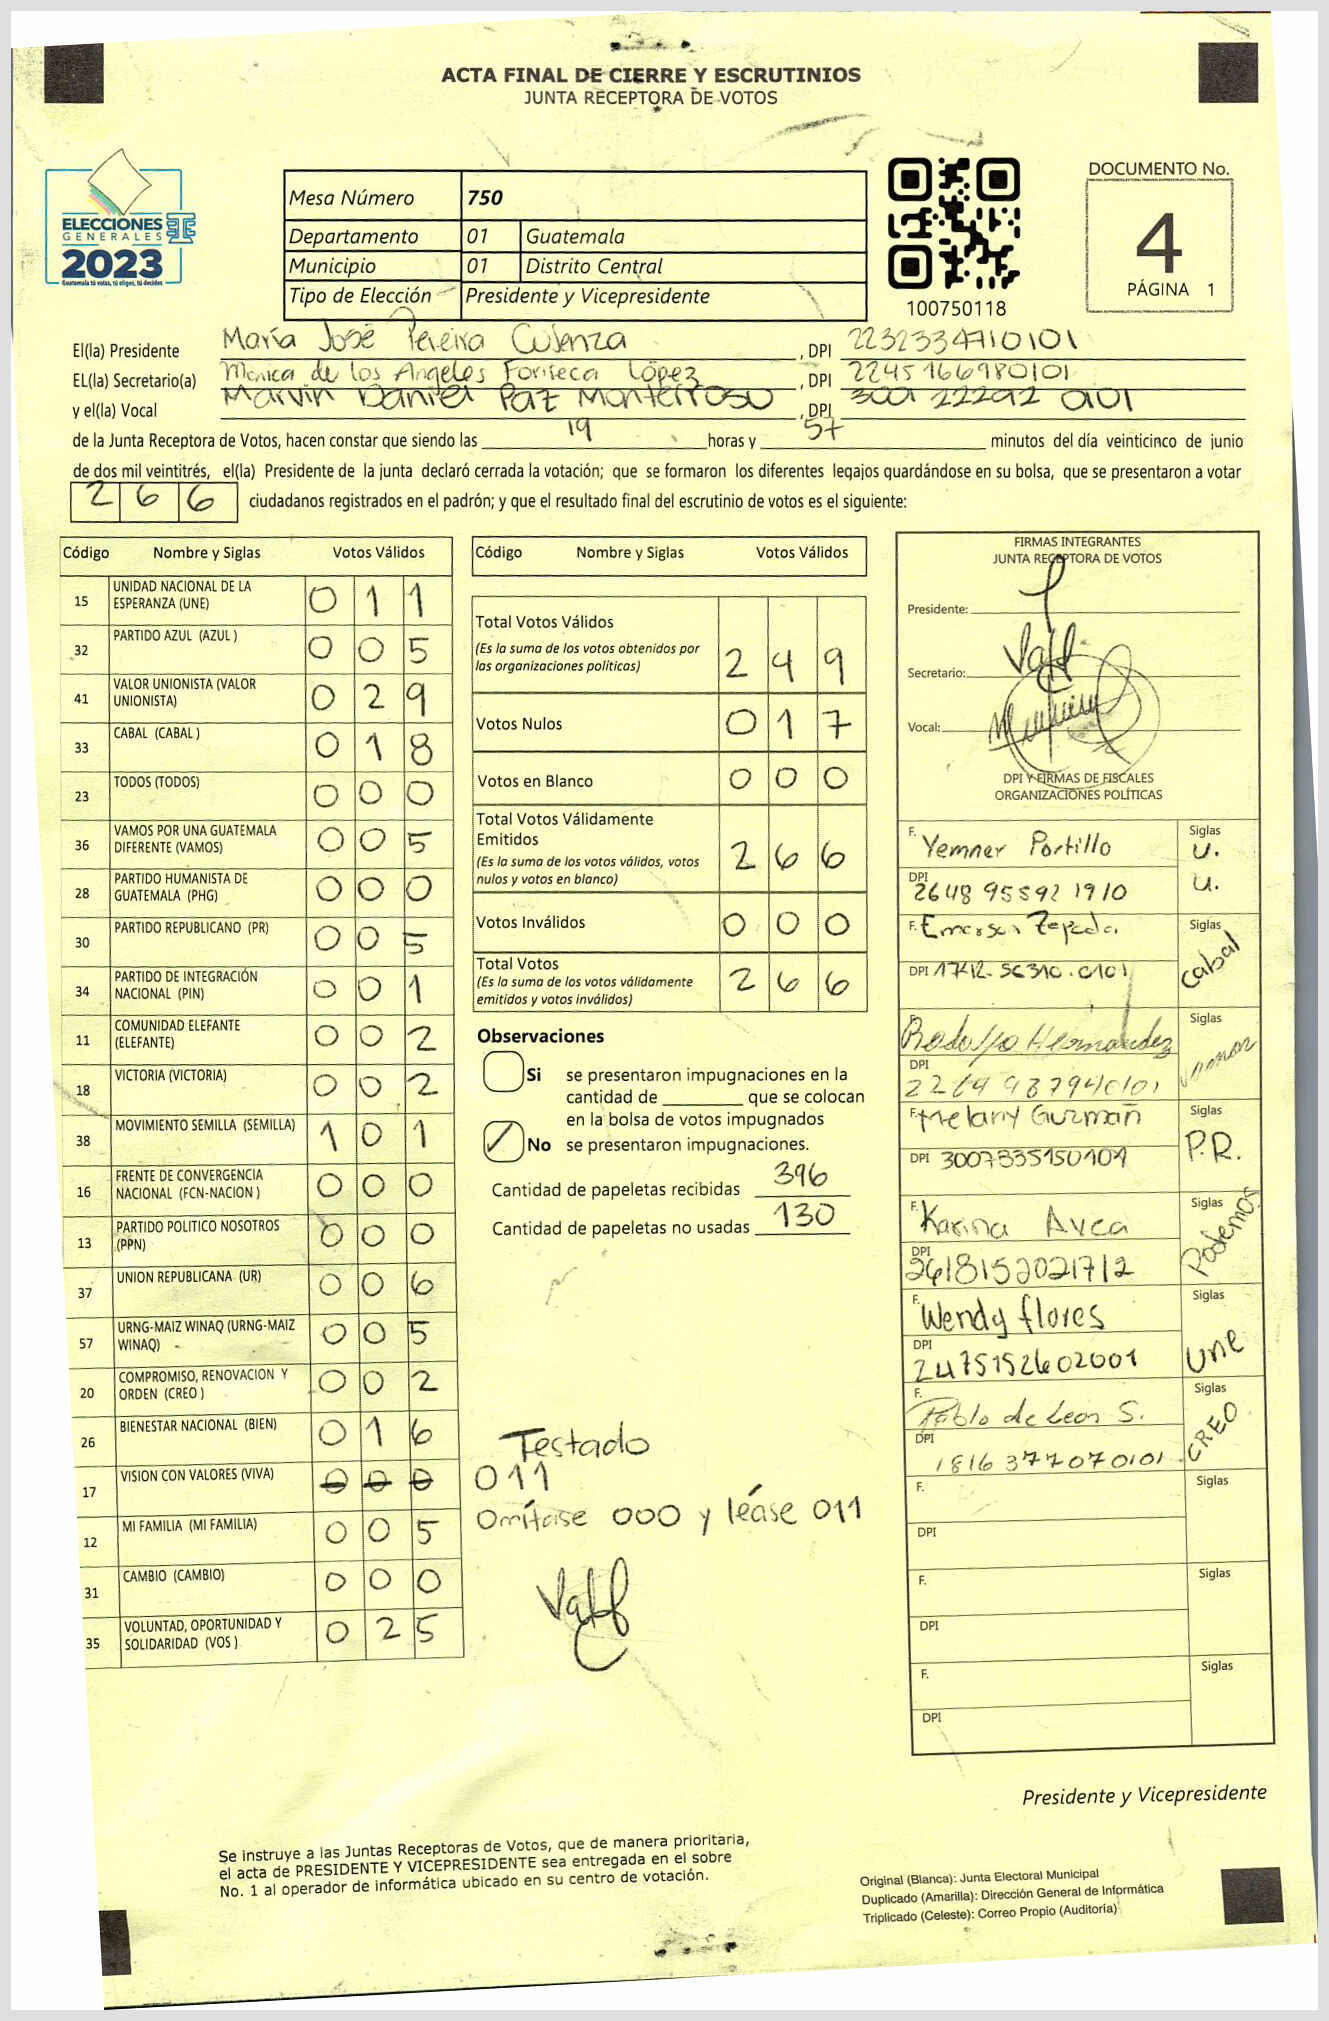 ACTA FINAL DE CIERRE Y ESCRUTINIOS
JUNTA RECEPTORA DE VOTOS
ELECCIONES
GENERALES
2023
Guatemala tú votas, tú eliges, tú decides
Mesa Número 750
Departamento 01 Guatemala
Municipio 01 Distrito Central
Tipo de Elección Presidente y Vicepresidente
100750118
DOCUMENTO No.
4
PÁGINA 1
El(la) Presidente María José Pereira Culenza , DPI 2232334710101
EL(la) Secretario(a) Mónica de los Angeles Fonseca López , DPI 2245166980101
y el(la) Vocal Marvin Daniel Paz Monterroso , DPI 3001 22292 0101
de la Junta Receptora de Votos, hacen constar que siendo las 19 horas y 57 minutos del día veinticinco de junio
de dos mil veintitrés, el(la) Presidente de la junta declaró cerrada la votación; que se formaron los diferentes legajos guardándose en su bolsa, que se presentaron a votar
266 ciudadanos registrados en el padrón; y que el resultado final del escrutinio de votos es el siguiente:
Código Nombre y Siglas Votos Válidos
15 UNIDAD NACIONAL DE LA ESPERANZA (UNE) 0 1 1
32 PARTIDO AZUL (AZUL ) 0 0 5
41 VALOR UNIONISTA (VALOR UNIONISTA) 0 2 9
33 CABAL (CABAL ) 0 1 8
23 TODOS (TODOS) 0 0 0
36 VAMOS POR UNA GUATEMALA DIFERENTE (VAMOS) 0 0 5
28 PARTIDO HUMANISTA DE GUATEMALA (PHG) 0 0 0
30 PARTIDO REPUBLICANO (PR) 0 0 5
34 PARTIDO DE INTEGRACIÓN NACIONAL (PIN) 0 0 1
11 COMUNIDAD ELEFANTE (ELEFANTE) 0 0 2
18 VICTORIA (VICTORIA) 0 0 2
38 MOVIMIENTO SEMILLA (SEMILLA) 1 0 1
16 FRENTE DE CONVERGENCIA NACIONAL (FCN-NACION ) 0 0 0
13 PARTIDO POLITICO NOSOTROS (PPN) 0 0 0
37 UNION REPUBLICANA (UR) 0 0 6
57 URNG-MAIZ WINAQ (URNG-MAIZ WINAQ) 0 0 5
20 COMPROMISO, RENOVACION Y ORDEN (CREO ) 0 0 2
26 BIENESTAR NACIONAL (BIEN) 0 1 6
17 VISION CON VALORES (VIVA) 0 0 0
12 MI FAMILIA (MI FAMILIA) 0 0 5
31 CAMBIO (CAMBIO) 0 0 0
35 VOLUNTAD, OPORTUNIDAD Y SOLIDARIDAD (VOS ) 0 2 5
Código Nombre y Siglas Votos Válidos
Total Votos Válidos
(Es la suma de los votos obtenidos por
las organizaciones políticas) 2 4 9
Votos Nulos 0 1 7
Votos en Blanco 0 0 0
Total Votos Válidamente
Emitidos
(Es la suma de los votos válidos, votos
nulos y votos en blanco) 2 6 6
Votos Inválidos 0 0 0
Total Votos
(Es la suma de los votos válidamente
emitidos y votos inválidos) 2 6 6
Observaciones
Si se presentaron impugnaciones en la
cantidad de que se colocan
en la bolsa de votos impugnados
No se presentaron impugnaciones.
Cantidad de papeletas recibidas 396
Cantidad de papeletas no usadas 130
Testado
011
Omítase 000 y léase 011
FIRMAS INTEGRANTES
JUNTA RECEPTORA DE VOTOS
Presidente:
Secretario:
Vocal:
DPI Y FIRMAS DE FISCALES
ORGANIZACIONES POLÍTICAS
F. Yemner Portillo Siglas U.
DPI 2648 95592 1910 U.
F. Emerson Zepeda Siglas cabal
DPI 1742-56310.0101
Rodolfo Hernandez Siglas
DPI 2264 98794 0101
F. Melany Guzmán Siglas P.R.
DPI 3007335150101
F. Karina Avea Siglas Podemos
DPI 2618152021712
F. Wendy flores Siglas Une
DPI 2475152602001
F. Pablo de León S. Siglas CREO
DPI 1816 377070101
F. Siglas
DPI
F. Siglas
DPI
F. Siglas
DPI
Presidente y Vicepresidente
Se instruye a las Juntas Receptoras de Votos, que de manera prioritaria,
el acta de PRESIDENTE Y VICEPRESIDENTE sea entregada en el sobre
No. 1 al operador de informática ubicado en su centro de votación.
Original (Blanca): Junta Electoral Municipal
Duplicado (Amarilla): Dirección General de Informática
Triplicado (Celeste): Correo Propio (Auditoría)